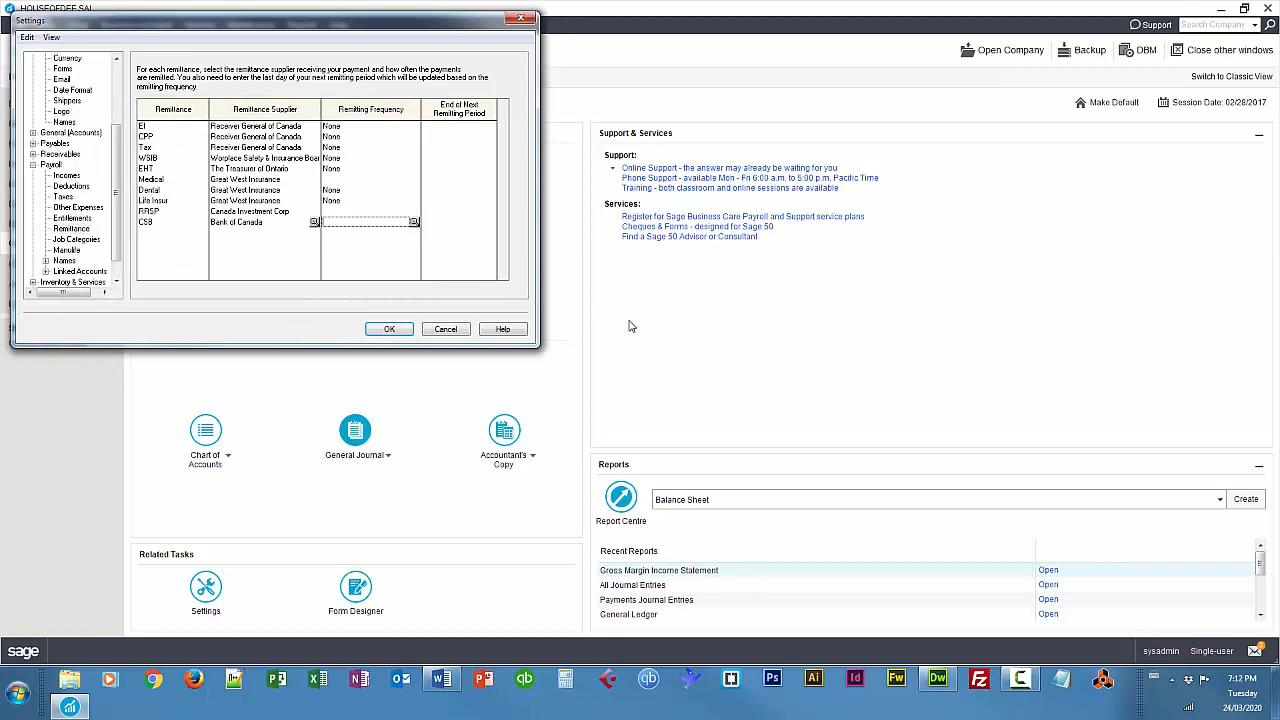 HOUSEOFDEE.SAI
Settings
Edit View
Support
Search Company
Open Company
Backup
DBM
Close other windows
Switch to Classic View
Make Default
Session Date: 02/28/2017
Currency
Forms
Email
Date Format
Shippers
Logo
Names
General (Accounts)
Payables
Receivables
Payroll
Incomes
Deductions
Taxes
Other Expenses
Entitlements
Remittance
Job Categories
Manulife
Names
Linked Accounts
Inventory & Services
For each remittance, select the remittance supplier receiving your payment and how often the payments
are remitted. You also need to enter the last day of your next remitting period which will be updated based on the
remitting frequency.
Remittance Remittance Supplier Remitting Frequency End of Next Remitting Period
EI Receiver General of Canada None
CPP Receiver General of Canada None
Tax Receiver General of Canada None
WSIB Worplace Safety & Insurance Boar None
EHT The Treasurer of Ontario None
Medical Great West Insurance
Dental Great West Insurance None
Life Insur Great West Insurance None
RRSP Canada Investment Corp
CSB Bank of Canada
OK Cancel Help
Support & Services
Support:
Online Support - the answer may already be waiting for you
Phone Support - available Mon - Fri 6:00 a.m. to 5:00 p.m. Pacific Time
Training - both classroom and online sessions are available
Services:
Register for Sage Business Care Payroll and Support service plans
Cheques & Forms - designed for Sage 50
Find a Sage 50 Advisor or Consultant
Chart of
Accounts
General Journal
Accountant's
Copy
Related Tasks
Settings
Form Designer
Reports
Report Centre
Balance Sheet
Create
Recent Reports
Gross Margin Income Statement Open
All Journal Entries Open
Payments Journal Entries Open
General Ledger Open
sage
sysadmin Single-user
7:12 PM
Tuesday
24/03/2020